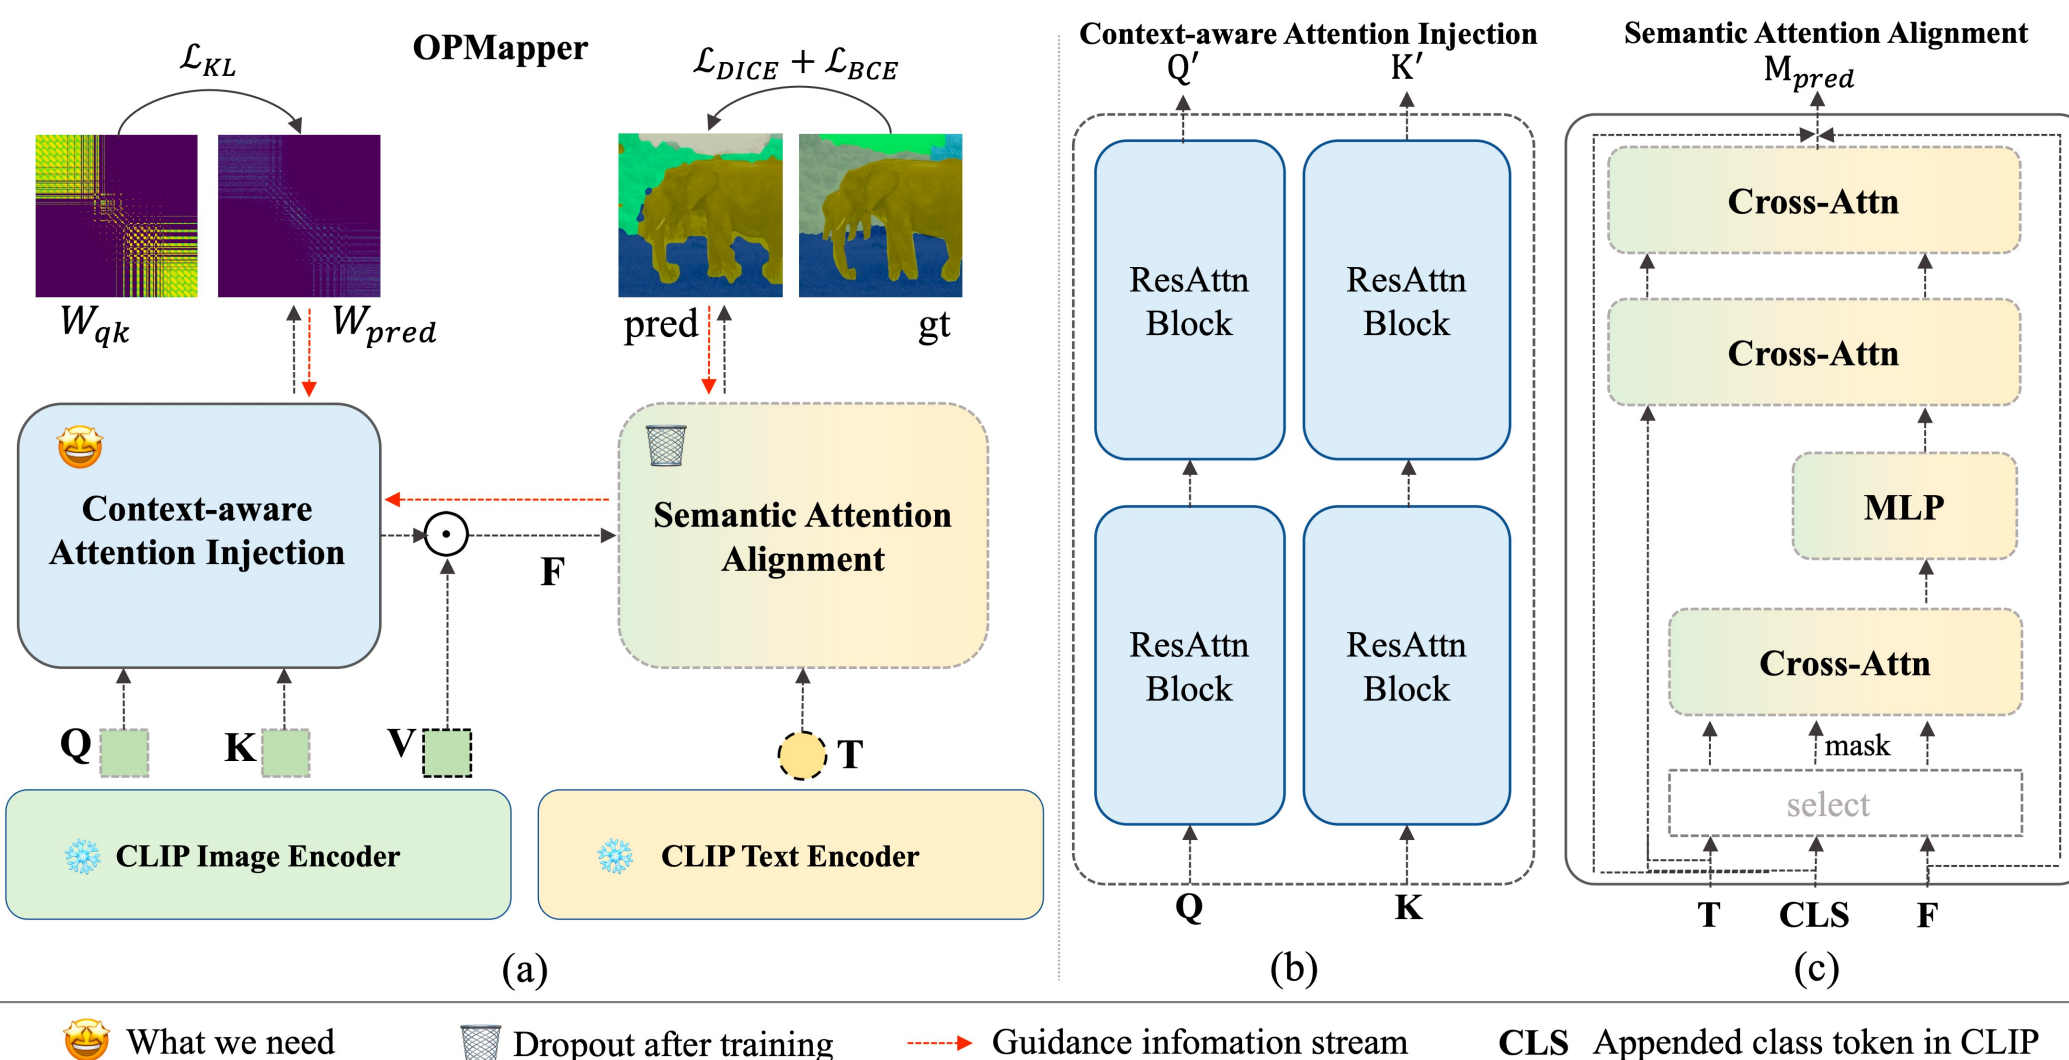 OPMapper
ℒ_KL
ℒ_DICE + ℒ_BCE
W_qk
W_pred
pred
gt
Context-aware
Attention Injection
Semantic Attention
Alignment
F
Q
K
V
T
CLIP Image Encoder
CLIP Text Encoder
(a)
Context-aware Attention Injection
Q′
K′
ResAttn
Block
ResAttn
Block
ResAttn
Block
ResAttn
Block
Q
K
(b)
Semantic Attention Alignment
M_pred
Cross-Attn
Cross-Attn
MLP
Cross-Attn
mask
select
T
CLS
F
(c)
What we need
Dropout after training
Guidance infomation stream
CLS Appended class token in CLIP